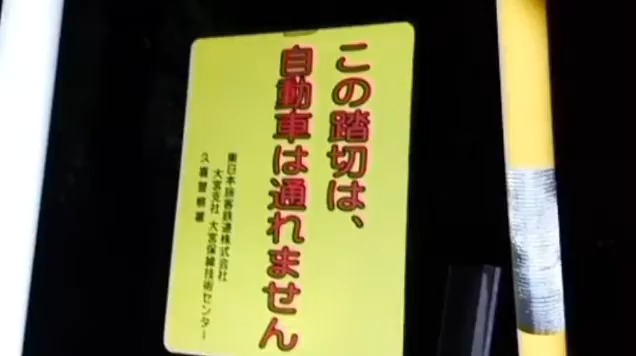 この踏切は、
自動車は通れません
東日本旅客鉄道株式会社
大宮支社 大宮保線技術センター
久喜警察署